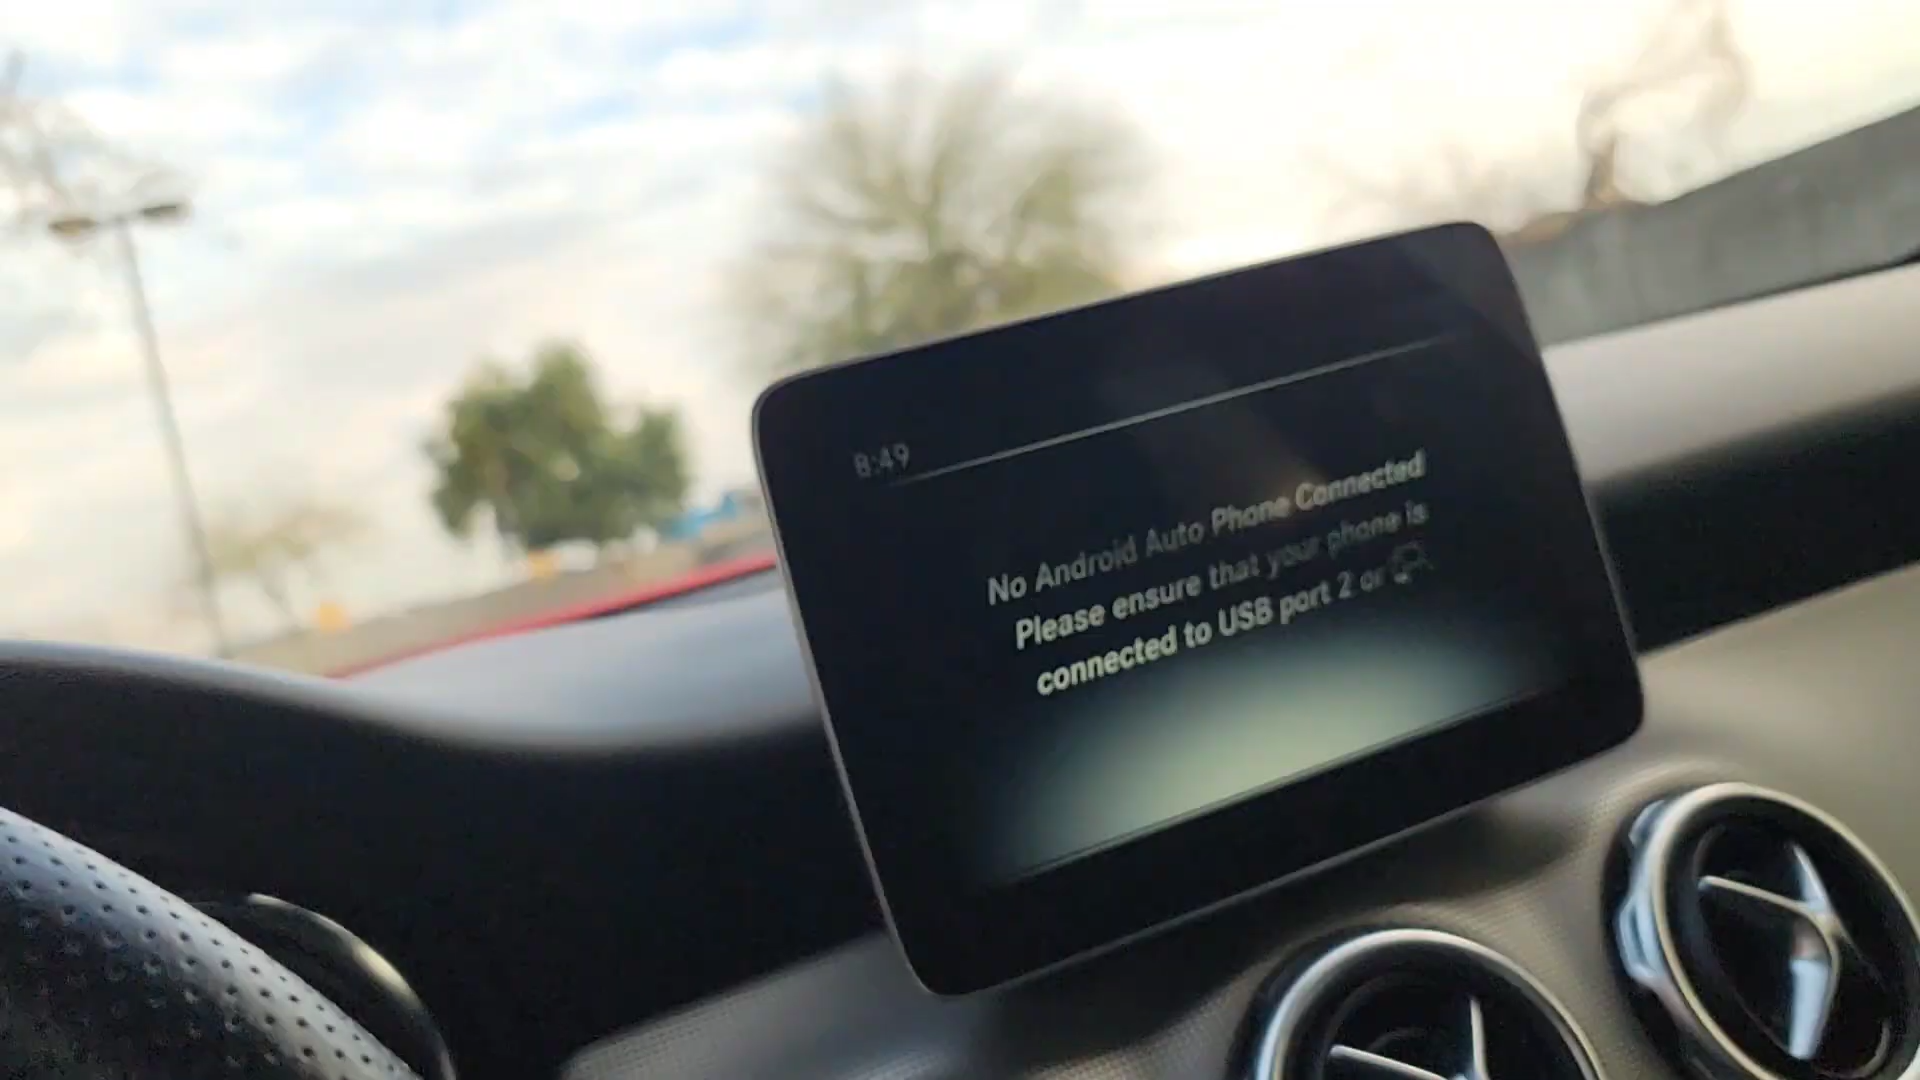 8:49
No Android Auto Phone Connected
Please ensure that your phone is
connected to USB port 2 or